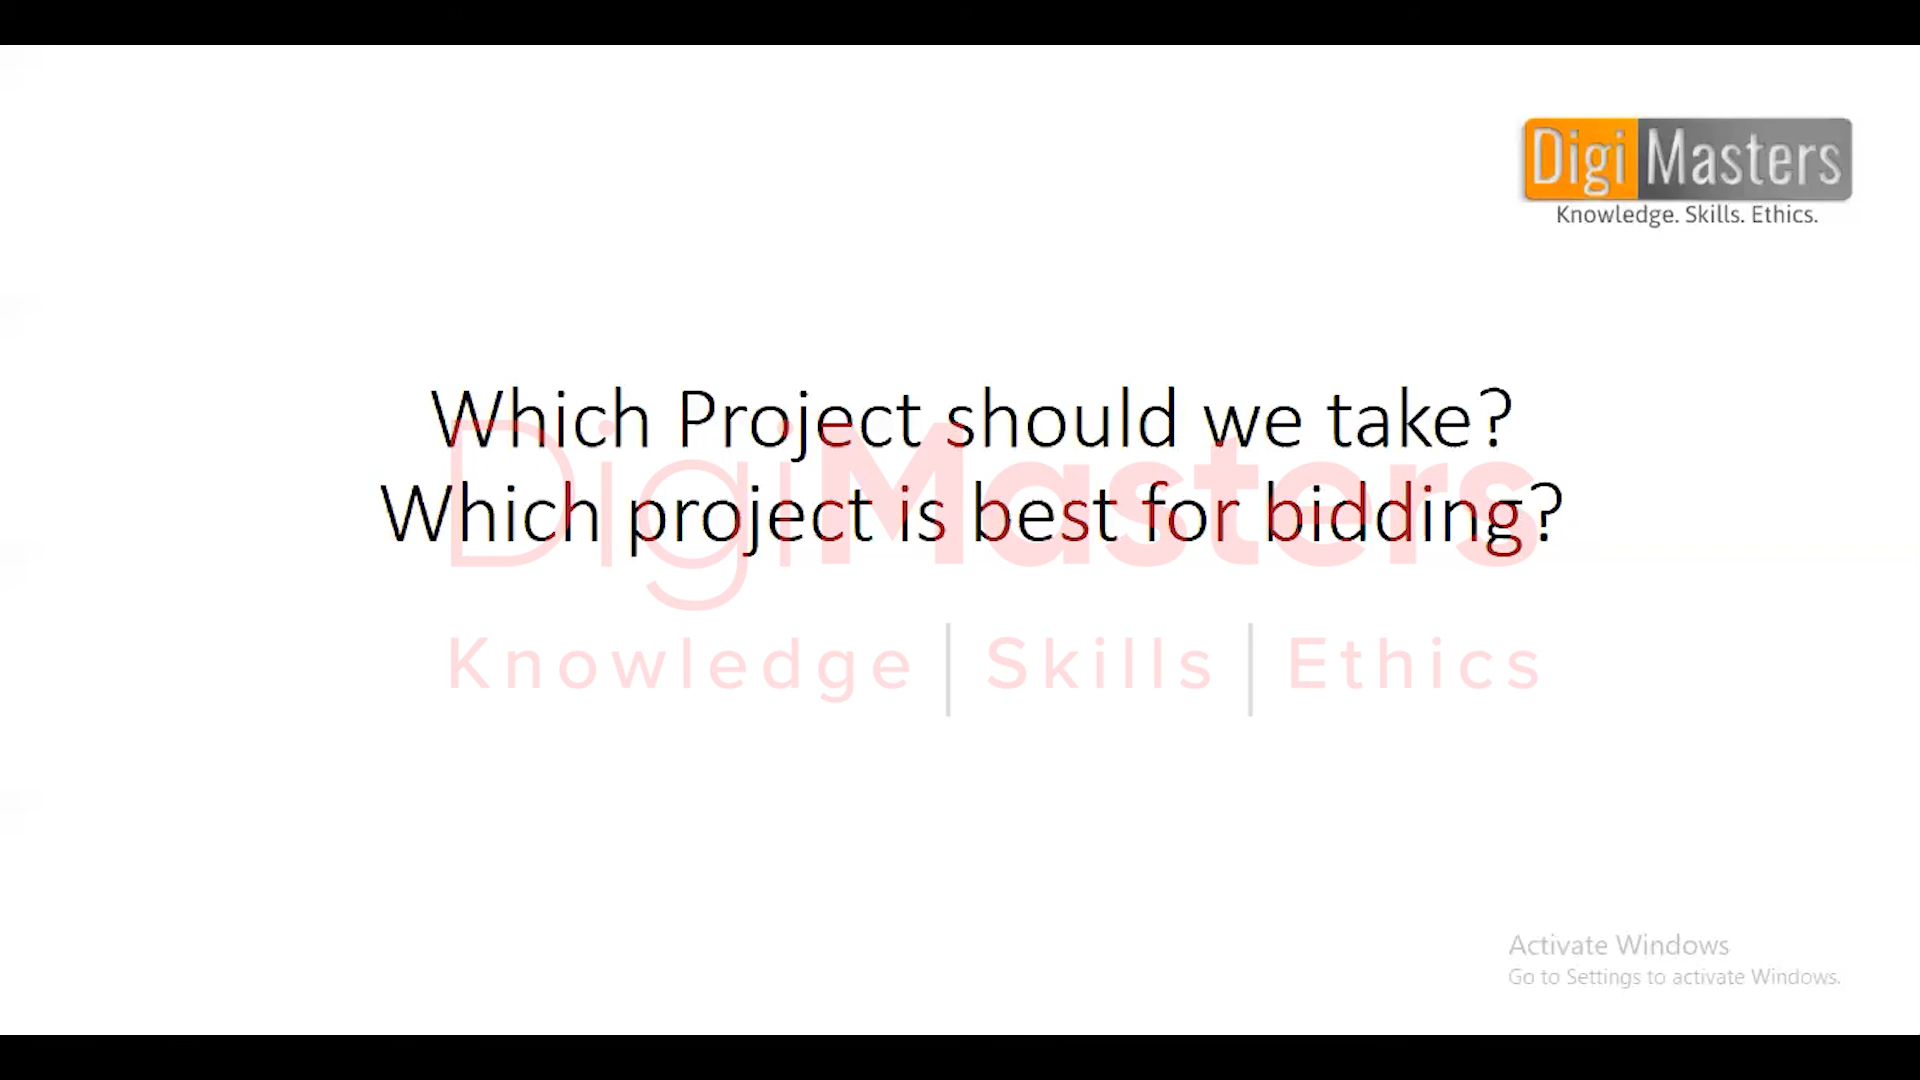 Digi Masters
Knowledge. Skills. Ethics.
Which Project should we take?
Which project is best for bidding?
DigiMasters
Knowledge | Skills | Ethics
Activate Windows
Go to Settings to activate Windows.